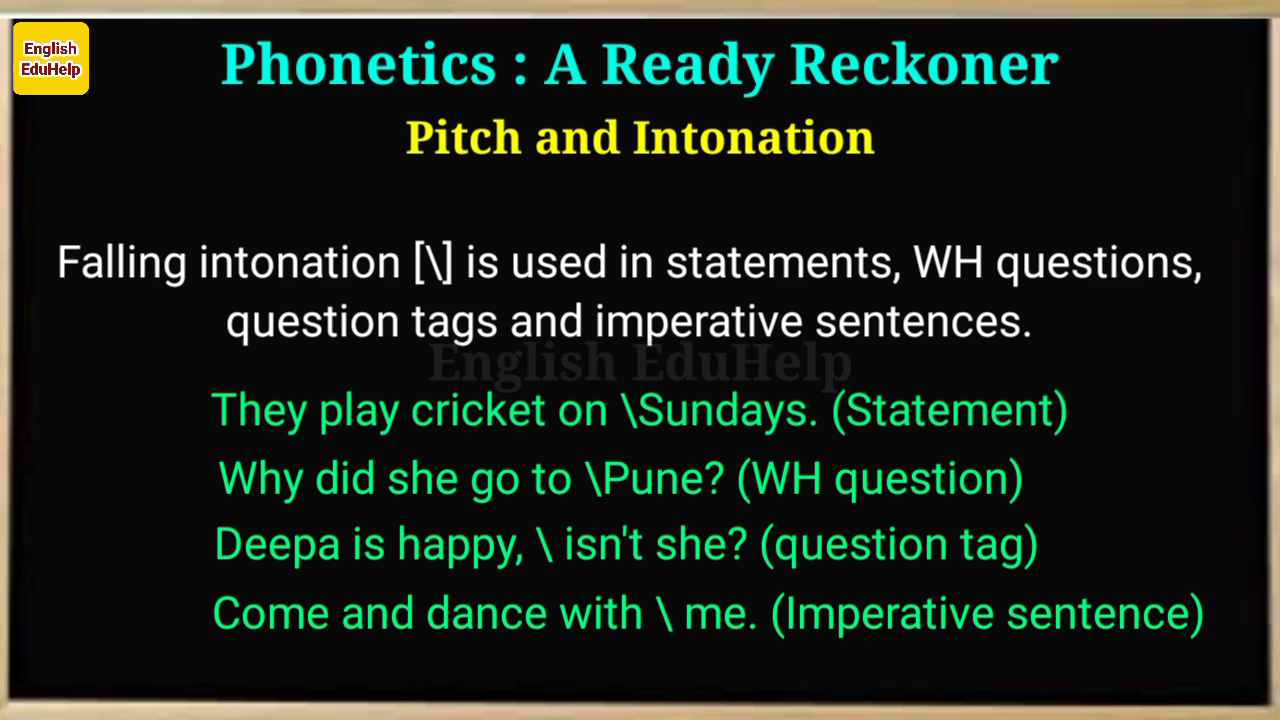 English
EduHelp
Phonetics : A Ready Reckoner
Pitch and Intonation
Falling intonation [\] is used in statements, WH questions,
question tags and imperative sentences.
English EduHelp
They play cricket on \Sundays. (Statement)
Why did she go to \Pune? (WH question)
Deepa is happy, \ isn't she? (question tag)
Come and dance with \ me. (Imperative sentence)